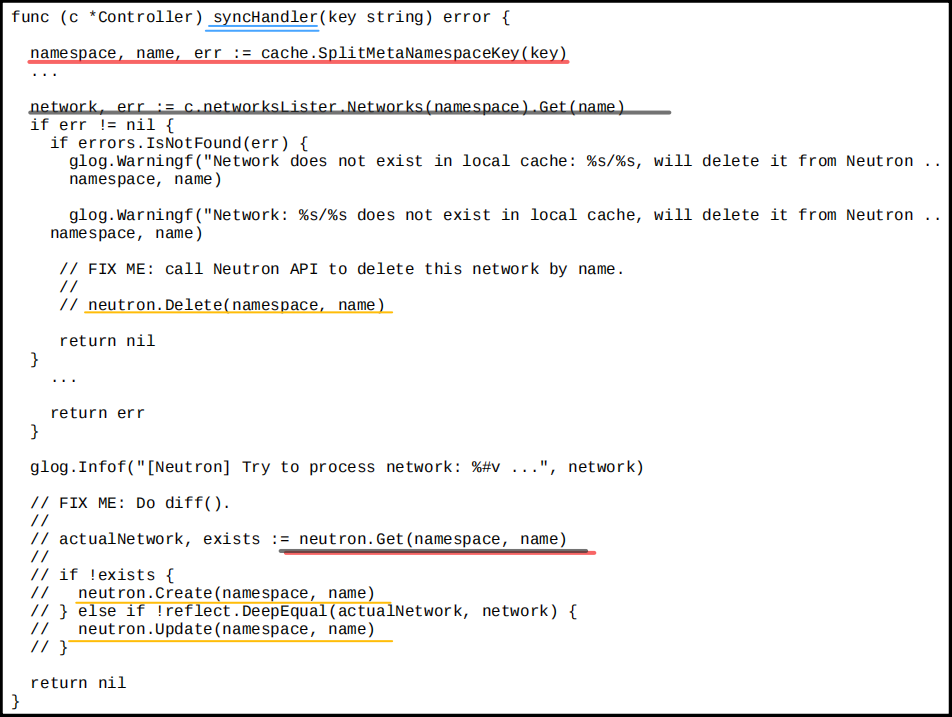 func (c *Controller) syncHandler(key string) error {
namespace, name, err := cache.SplitMetaNamespaceKey(key)
...
network, err := c.networksLister.Networks(namespace).Get(name)
if err != nil {
if errors.IsNotFound(err) {
glog.Warningf("Network does not exist in local cache: %s/%s, will delete it from Neutron ..
namespace, name)
glog.Warningf("Network: %s/%s does not exist in local cache, will delete it from Neutron ..
namespace, name)
// FIX ME: call Neutron API to delete this network by name.
//
// neutron.Delete(namespace, name)
return nil
}
...
return err
}
glog.Infof("[Neutron] Try to process network: %#v ...", network)
// FIX ME: Do diff().
//
// actualNetwork, exists := neutron.Get(namespace, name)
//
// if !exists {
// neutron.Create(namespace, name)
// } else if !reflect.DeepEqual(actualNetwork, network) {
// neutron.Update(namespace, name)
// }
return nil
}